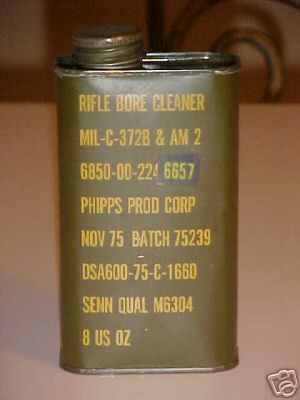 RIFLE BORE CLEANER
MIL-C-372B & AM 2
6850-00-224 6657
PHIPPS PROD CORP
NOV 75 BATCH 75239
DSA600-75-C-1660
SENN QUAL M6304
8 US OZ